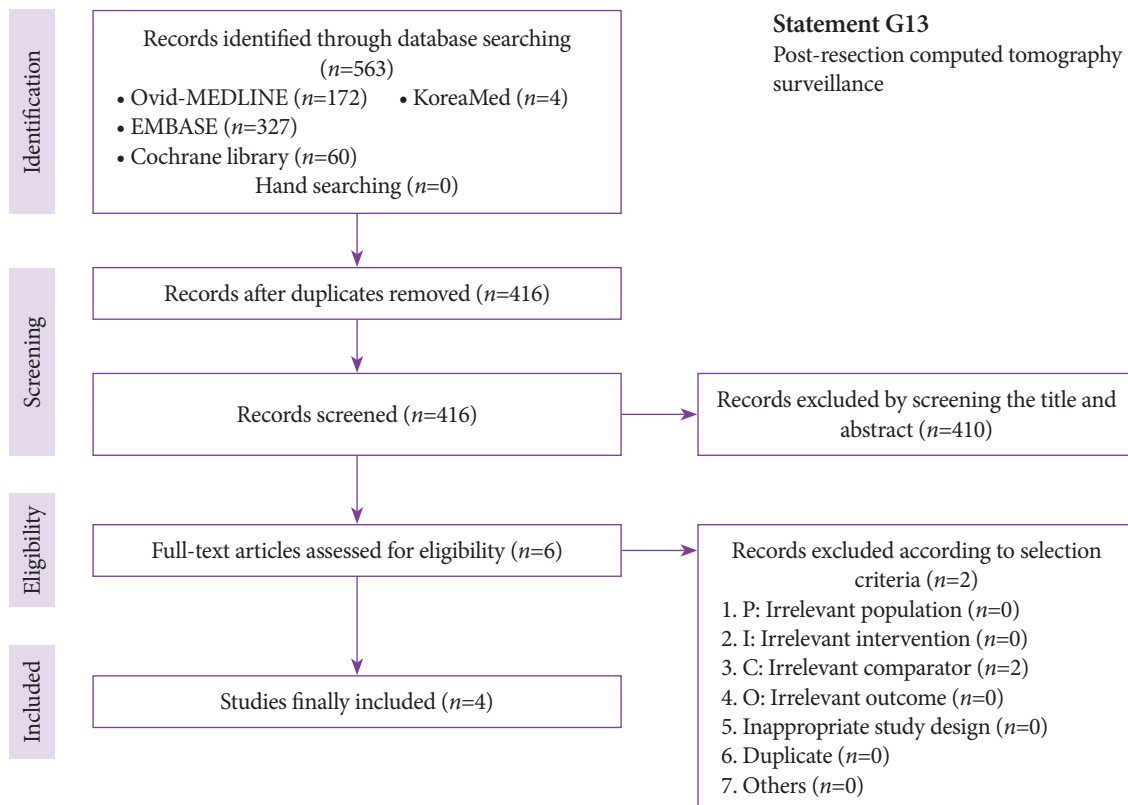 Statement G13
Post-resection computed tomography
surveillance
Identification
Records identified through database searching
(n=563)
• Ovid-MEDLINE (n=172) • KoreaMed (n=4)
• EMBASE (n=327)
• Cochrane library (n=60)
Hand searching (n=0)
Screening
Records after duplicates removed (n=416)
Records screened (n=416)
Records excluded by screening the title and
abstract (n=410)
Eligibility
Full-text articles assessed for eligibility (n=6)
Records excluded according to selection
criteria (n=2)
1. P: Irrelevant population (n=0)
2. I: Irrelevant intervention (n=0)
3. C: Irrelevant comparator (n=2)
4. O: Irrelevant outcome (n=0)
5. Inappropriate study design (n=0)
6. Duplicate (n=0)
7. Others (n=0)
Included
Studies finally included (n=4)